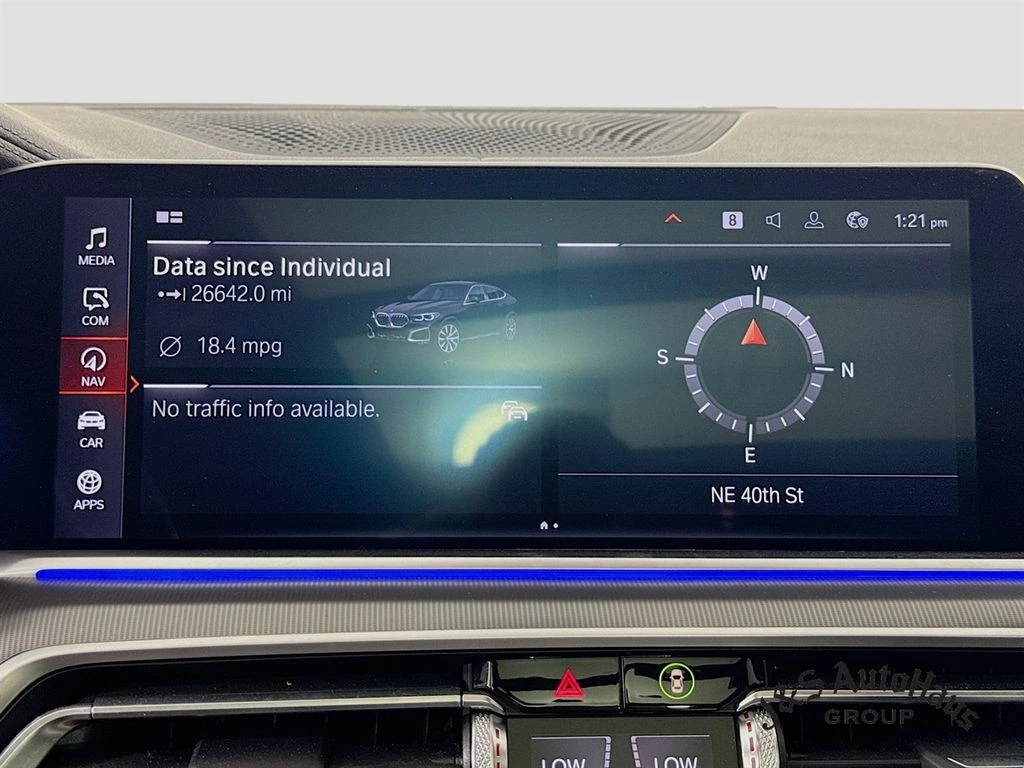 8
1:21 pm
MEDIA
COM
NAV
CAR
APPS
Data since Individual
26642.0 mi
18.4 mpg
No traffic info available.
W
S
N
E
NE 40th St
LOW
LOW
J&S AutoHaus
GROUP